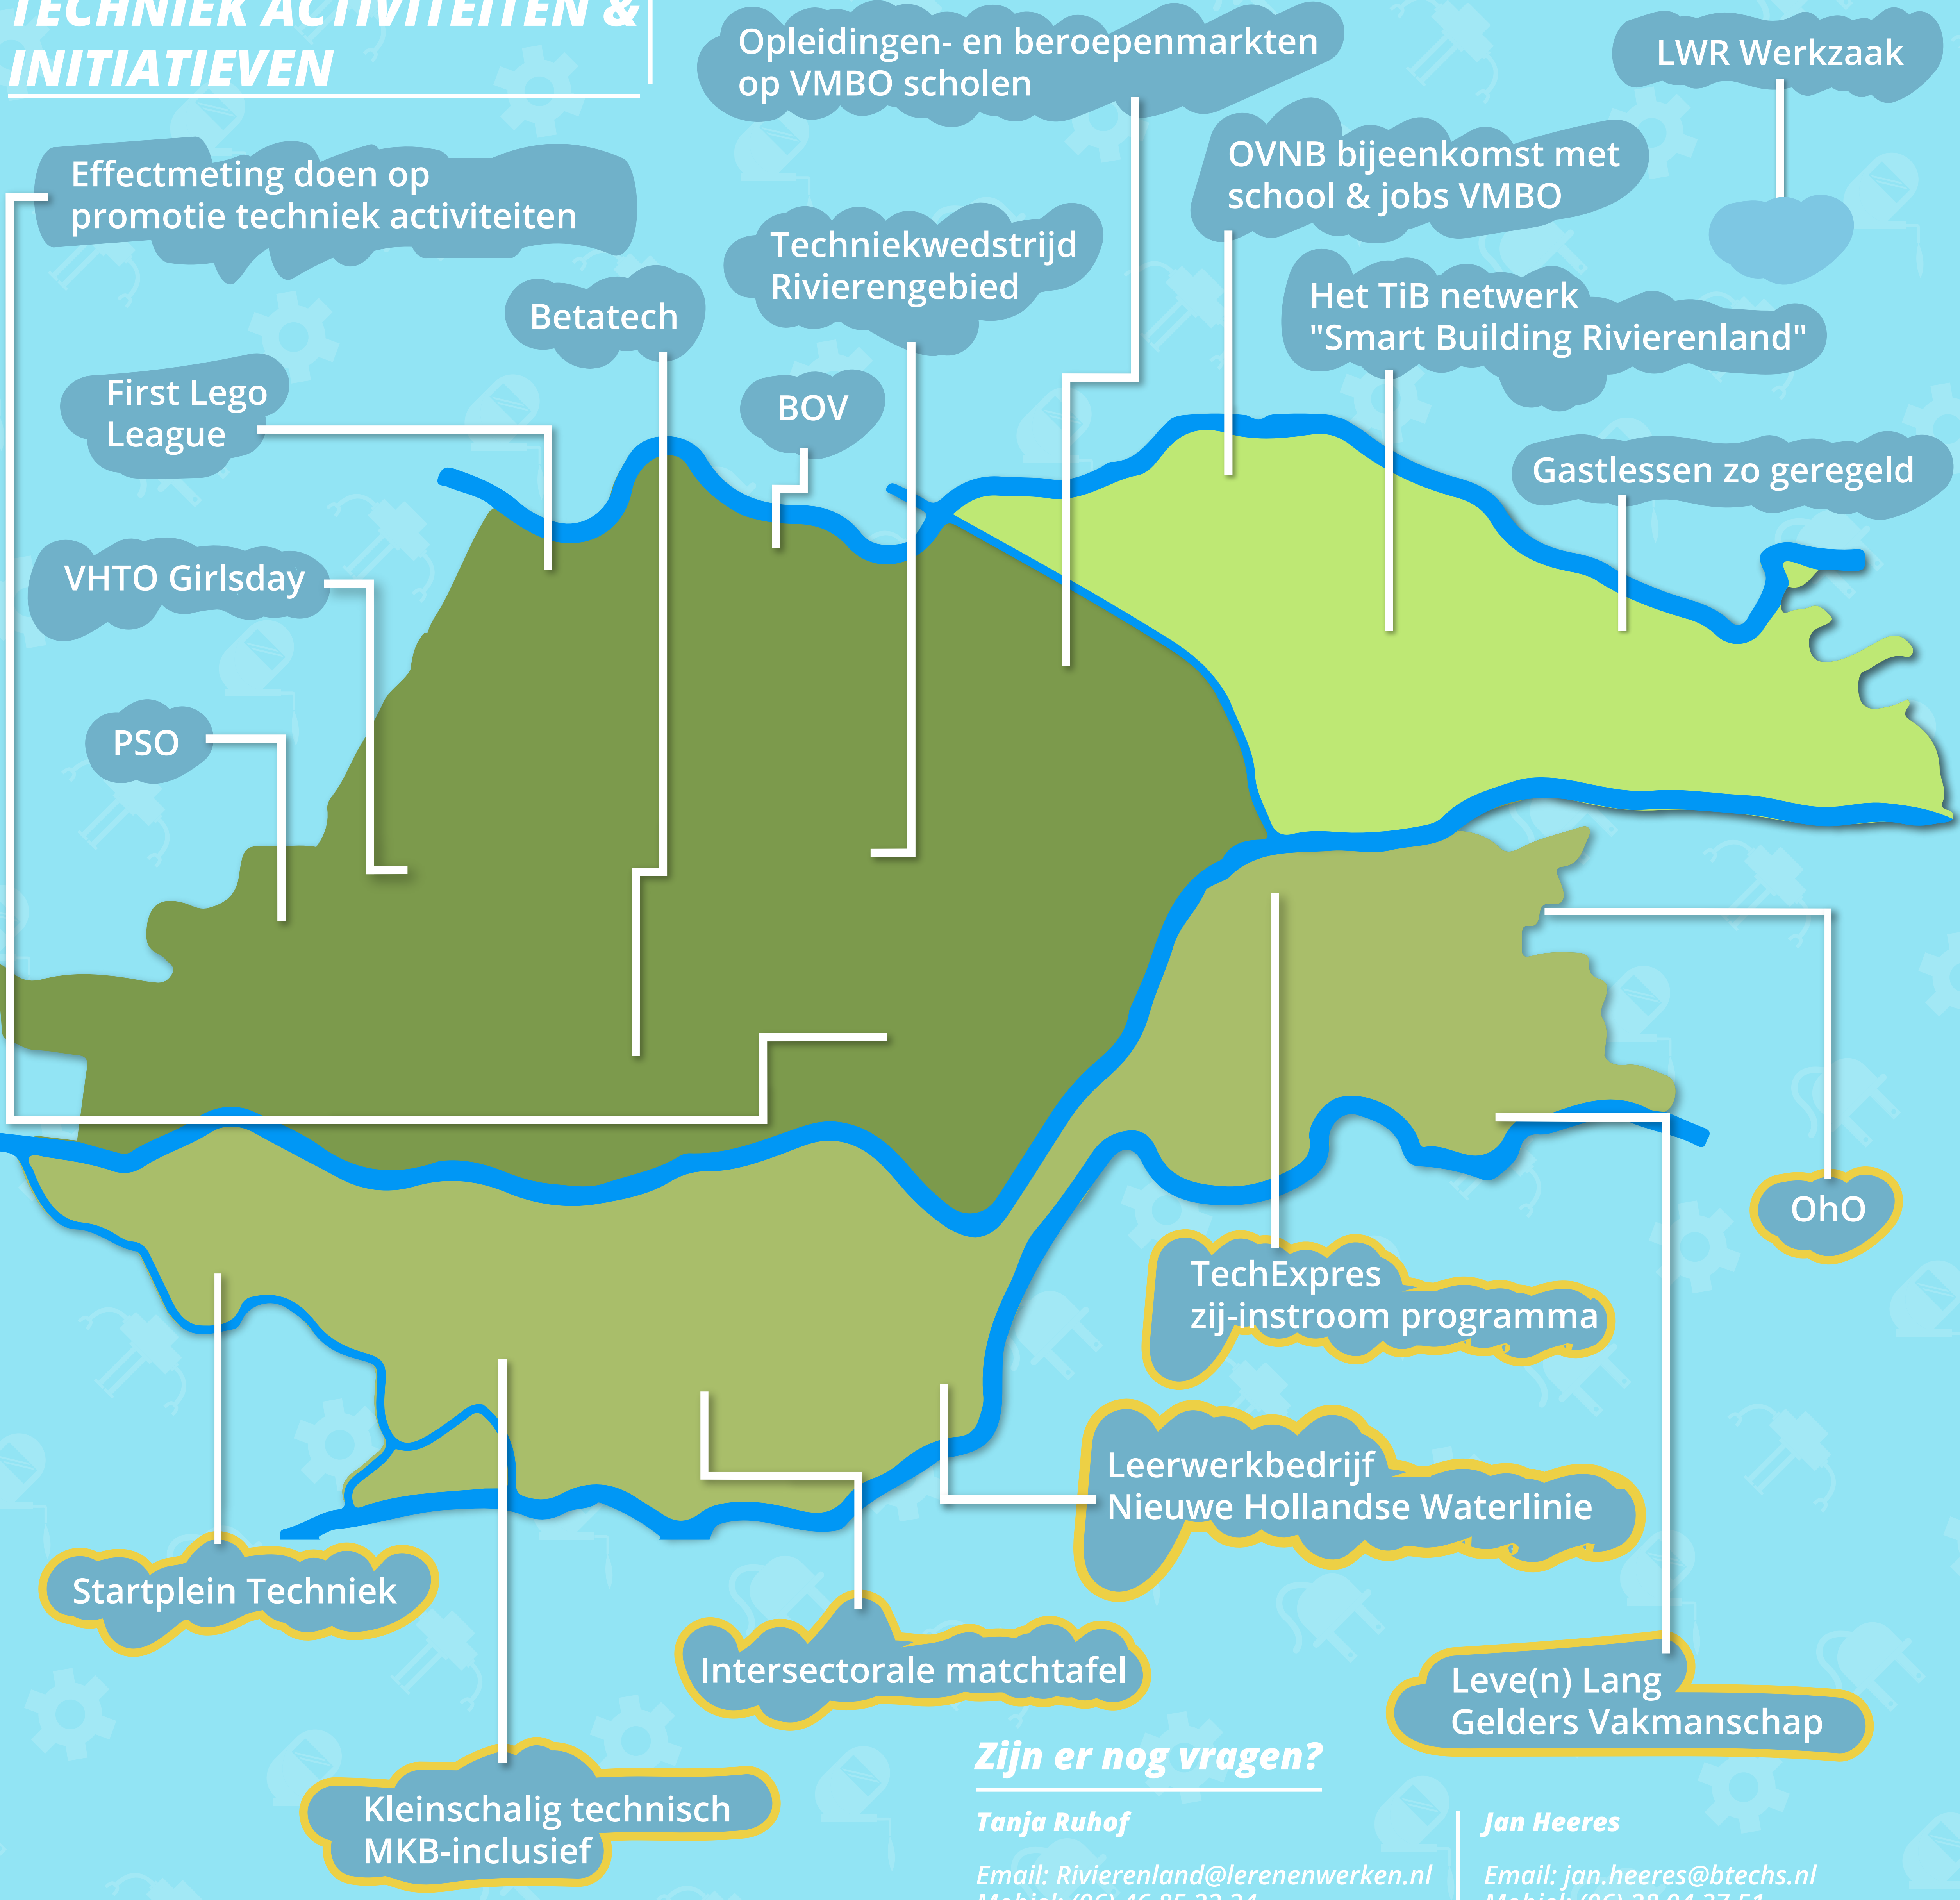 TECHNIEK ACTIVITEITEN &
INITIATIEVEN
Opleidingen- en beroepenmarkten
op VMBO scholen
LWR Werkzaak
Effectmeting doen op
promotie techniek activiteiten
OVNB bijeenkomst met
school & jobs VMBO
Techniekwedstrijd
Rivierengebied
Betatech
Het TiB netwerk
"Smart Building Rivierenland"
First Lego
League
BOV
Gastlessen zo geregeld
VHTO Girlsday
PSO
OhO
TechExpres
zij-instroom programma
Leerwerkbedrijf
Nieuwe Hollandse Waterlinie
Startplein Techniek
Intersectorale matchtafel
Leve(n) Lang
Gelders Vakmanschap
Kleinschalig technisch
MKB-inclusief
Zijn er nog vragen?
Tanja Ruhof
Email: Rivierenland@lerenenwerken.nl
Jan Heeres
Email: jan.heeres@btechs.nl